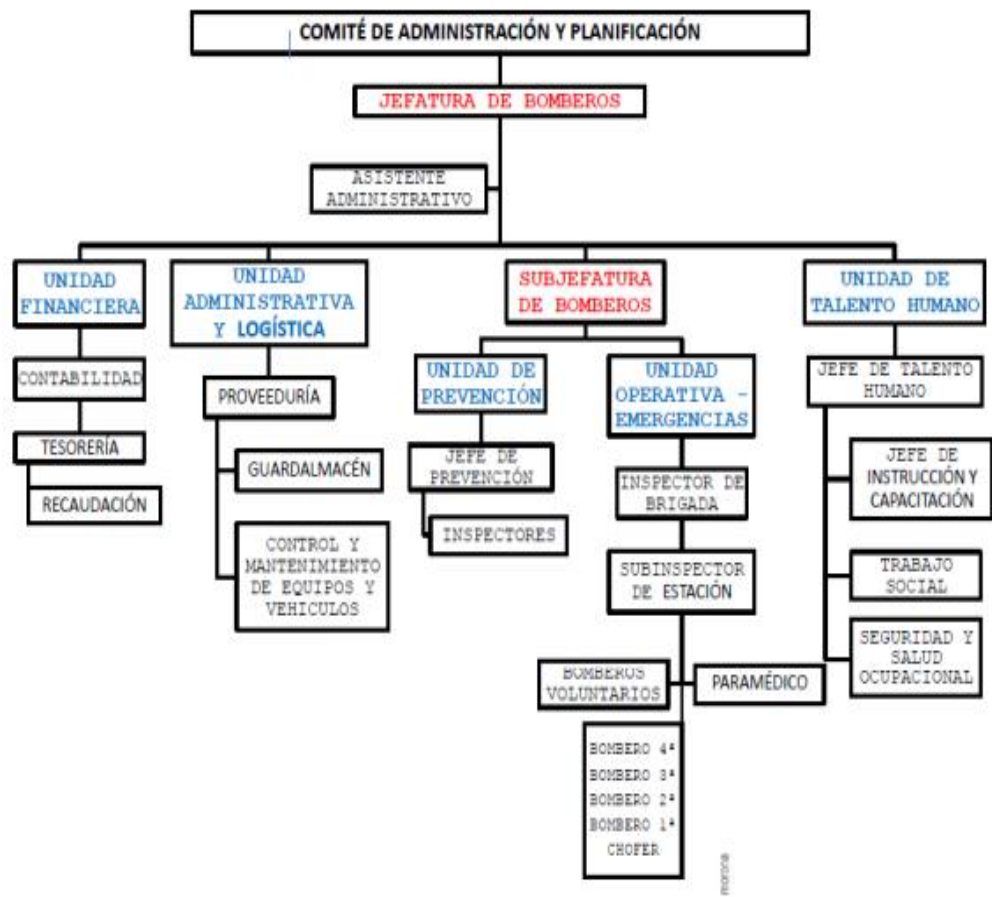 COMITÉ DE ADMINISTRACIÓN Y PLANIFICACIÓN
JEFATURA DE BOMBEROS
ASISTENTE
ADMINISTRATIVO
UNIDAD
FINANCIERA
CONTABILIDAD
TESORERÍA
RECAUDACIÓN
UNIDAD
ADMINISTRATIVA
Y LOGÍSTICA
PROVEEDURÍA
GUARDALMACÉN
CONTROL Y
MANTENIMIENTO
DE EQUIPOS Y
VEHICULOS
SUBJEFATURA
DE BOMBEROS
UNIDAD DE
PREVENCIÓN
JEFE DE
PREVENCIÓN
INSPECTORES
UNIDAD
OPERATIVA -
EMERGENCIAS
INSPECTOR DE
BRIGADA
SUBINSPECTOR
DE ESTACIÓN
BOMBEROS
VOLUNTARIOS
PARAMÉDICO
BOMBERO 4ª
BOMBERO 3ª
BOMBERO 2ª
BOMBERO 1ª
CHOFER
UNIDAD DE
TALENTO HUMANO
JEFE DE TALENTO
HUMANO
JEFE DE
INSTRUCCIÓN Y
CAPACITACIÓN
TRABAJO
SOCIAL
SEGURIDAD Y
SALUD
OCUPACIONAL
morona